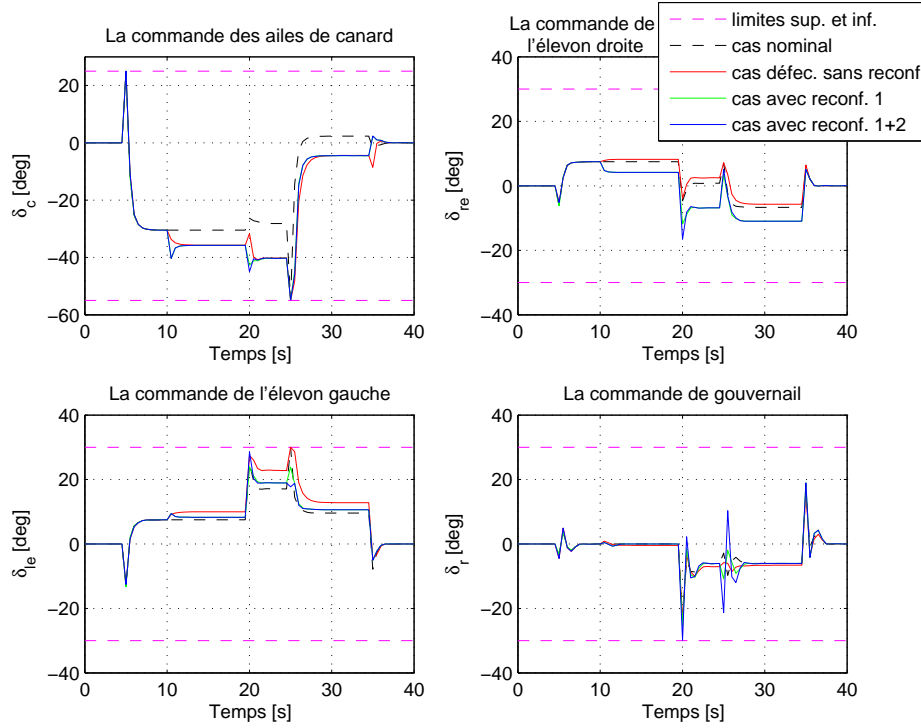 La commande des ailes de canard
20
0
−20
−40
−60
δc [deg]
0 10 20 30 40
Temps [s]
La commande de
l'élevon droite
40
20
0
−20
−40
δre [deg]
0 10 20 30 40
Temps [s]
limites sup. et inf.
cas nominal
cas défec. sans reconf
cas avec reconf. 1
cas avec reconf. 1+2
La commande de l'élevon gauche
40
20
0
−20
−40
δle [deg]
0 10 20 30 40
Temps [s]
La commande de gouvernail
40
20
0
−20
−40
δr [deg]
0 10 20 30 40
Temps [s]